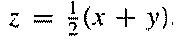 z = ½(x + y).